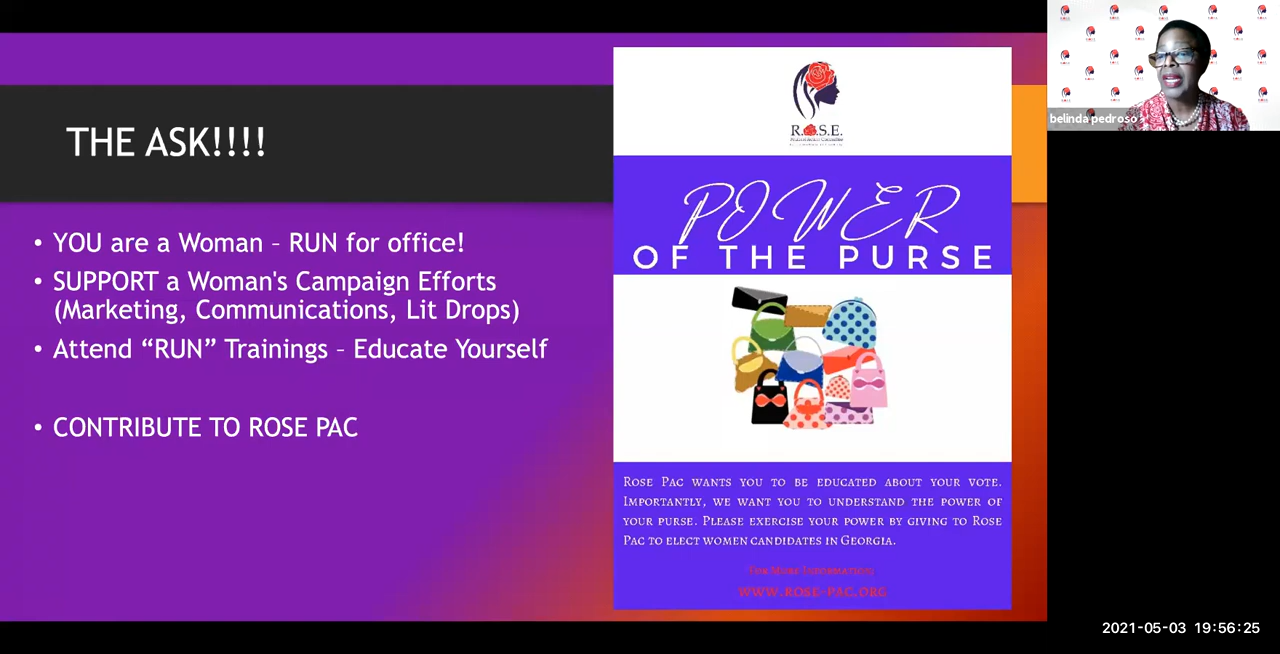 THE ASK!!!!
• YOU are a Woman – RUN for office!
• SUPPORT a Woman's Campaign Efforts
(Marketing, Communications, Lit Drops)
• Attend “RUN” Trainings – Educate Yourself
• CONTRIBUTE TO ROSE PAC
R.O.S.E.
POWER
OF THE PURSE
Rose Pac wants you to be educated about your vote.
Importantly, we want you to understand the power of
your purse. Please exercise your power by giving to Rose
Pac to elect women candidates in Georgia.
For More Information:
www.rose-pac.org
belinda pedroso
2021-05-03 19:56:25